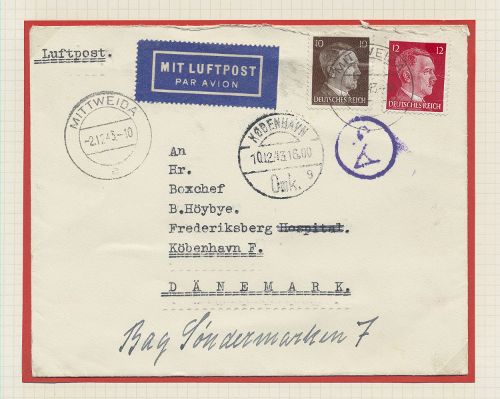 Luftpost.
MIT LUFTPOST
PAR AVION
10
DEUTSCHES REICH
12 12
DEUTSCHES REICH
MITTWEIDA
-2.12.43.-10
a
KØBENHAVN
10.12.43.16.00
Omk. 9
A
An
Hr.
Boxchef
B.Höybye.
Frederiksberg Hospital.
Köbenhavn F.
DÄNEMARK.
Bag Søndermarken 7